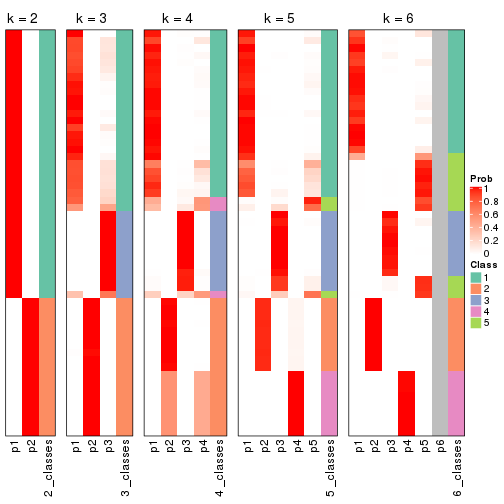 k = 2
k = 3
k = 4
k = 5
k = 6
Prob
1
0.8
0.6
0.4
0.2
0
Class
1
2
3
4
5
p1
p2
2_classes
p1
p2
p3
3_classes
p1
p2
p3
p4
4_classes
p1
p2
p3
p4
p5
5_classes
p1
p2
p3
p4
p5
p6
6_classes